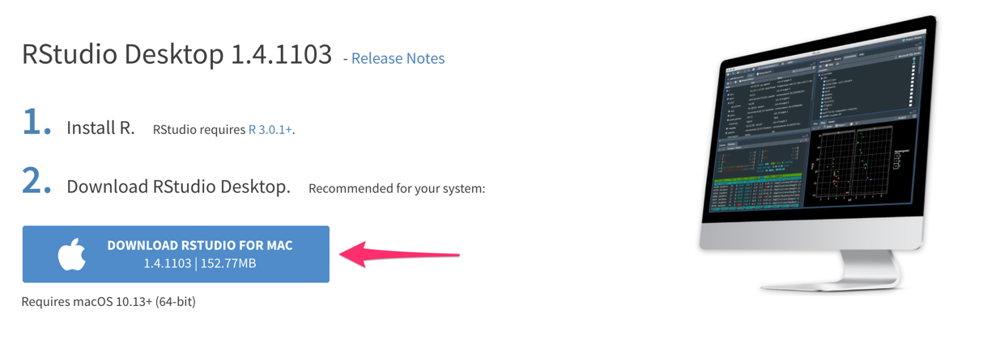 RStudio Desktop 1.4.1103 - Release Notes
1. Install R. RStudio requires R 3.0.1+.
2. Download RStudio Desktop. Recommended for your system:
DOWNLOAD RSTUDIO FOR MAC
1.4.1103 | 152.77MB
Requires macOS 10.13+ (64-bit)